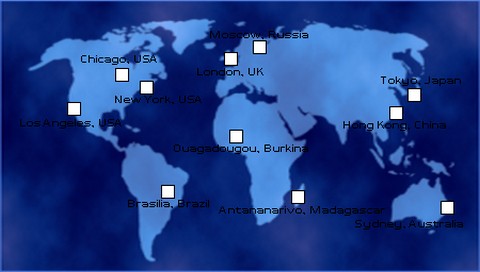 Moscow, Russia
Chicago, USA
London, UK
Tokyo, Japan
New York, USA
Los Angeles, USA
Hong Kong, China
Ouagadougou, Burkina
Brasilia, Brazil
Antananarivo, Madagascar
Sydney, Australia